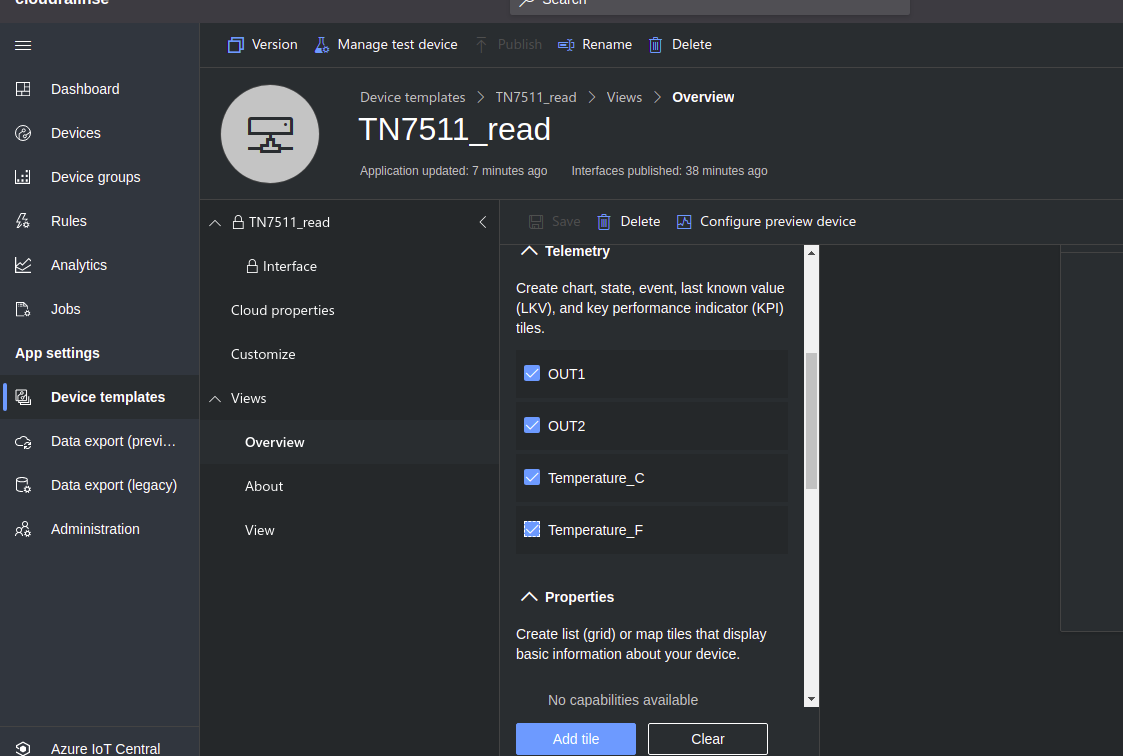 Search
Version
Manage test device
Publish
Rename
Delete
Dashboard
Devices
Device groups
Rules
Analytics
Jobs
App settings
Device templates
Data export (previ...
Data export (legacy)
Administration
Azure IoT Central
Device templates > TN7511_read > Views > Overview
TN7511_read
Application updated: 7 minutes ago
Interfaces published: 38 minutes ago
TN7511_read
Interface
Cloud properties
Customize
Views
Overview
About
View
Save
Delete
Configure preview device
Telemetry
Create chart, state, event, last known value
(LKV), and key performance indicator (KPI)
tiles.
OUT1
OUT2
Temperature_C
Temperature_F
Properties
Create list (grid) or map tiles that display
basic information about your device.
No capabilities available
Add tile
Clear